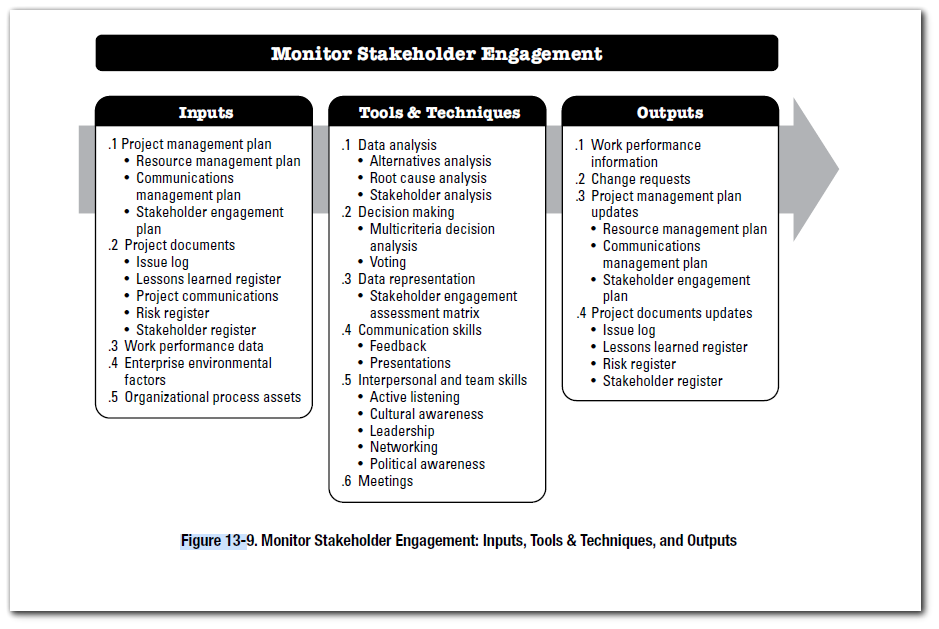 Monitor Stakeholder Engagement
Inputs
.1 Project management plan
• Resource management plan
• Communications
management plan
• Stakeholder engagement
plan
.2 Project documents
• Issue log
• Lessons learned register
• Project communications
• Risk register
• Stakeholder register
.3 Work performance data
.4 Enterprise environmental
factors
.5 Organizational process assets
Tools & Techniques
.1 Data analysis
• Alternatives analysis
• Root cause analysis
• Stakeholder analysis
.2 Decision making
• Multicriteria decision
analysis
• Voting
.3 Data representation
• Stakeholder engagement
assessment matrix
.4 Communication skills
• Feedback
• Presentations
.5 Interpersonal and team skills
• Active listening
• Cultural awareness
• Leadership
• Networking
• Political awareness
.6 Meetings
Outputs
.1 Work performance
information
.2 Change requests
.3 Project management plan
updates
• Resource management plan
• Communications
management plan
• Stakeholder engagement
plan
.4 Project documents updates
• Issue log
• Lessons learned register
• Risk register
• Stakeholder register
Figure 13-9. Monitor Stakeholder Engagement: Inputs, Tools & Techniques, and Outputs